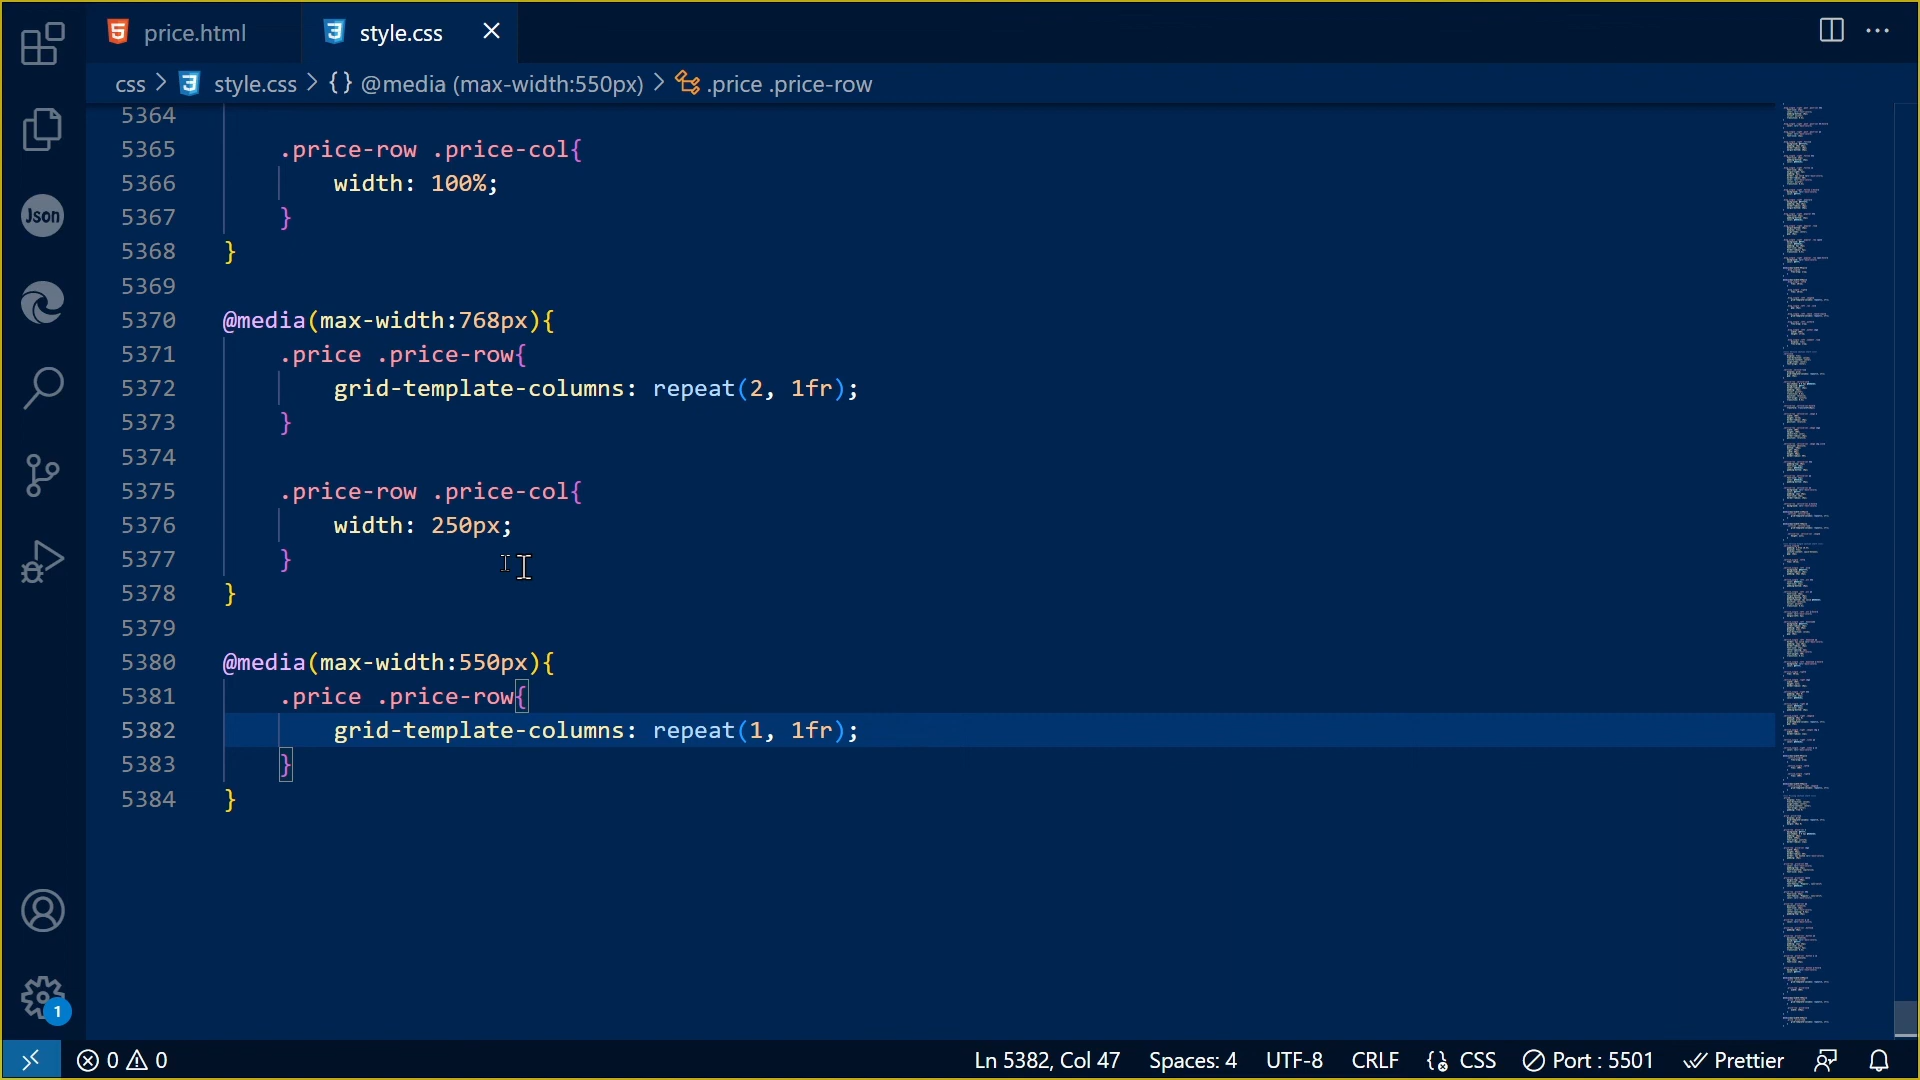 price.html
style.css
css > style.css > {} @media (max-width:550px) > .price .price-row
5364
5365 .price-row .price-col{
5366 width: 100%;
5367 }
5368 }
5369
5370 @media(max-width:768px){
5371 .price .price-row{
5372 grid-template-columns: repeat(2, 1fr);
5373 }
5374
5375 .price-row .price-col{
5376 width: 250px;
5377 }
5378 }
5379
5380 @media(max-width:550px){
5381 .price .price-row{
5382 grid-template-columns: repeat(1, 1fr);
5383 }
5384 }
Json
1
0 0
Ln 5382, Col 47
Spaces: 4
UTF-8
CRLF
CSS
Port : 5501
Prettier